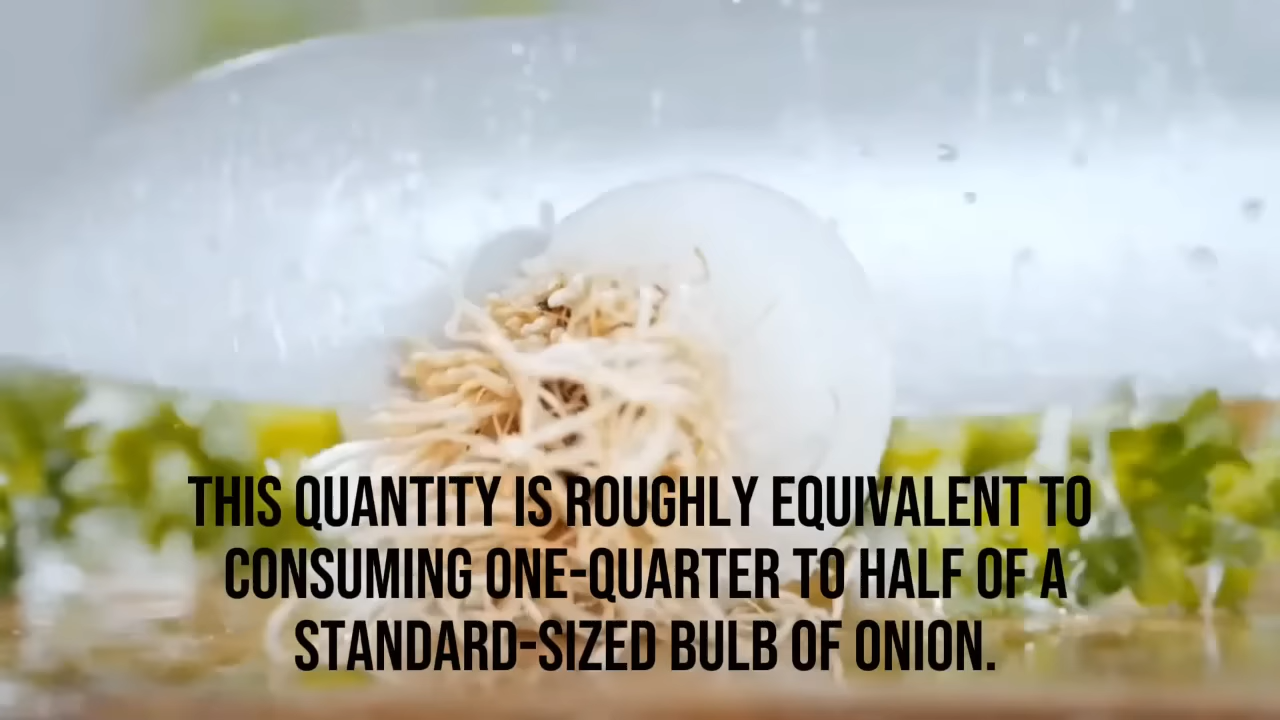 THIS QUANTITY IS ROUGHLY EQUIVALENT TO
CONSUMING ONE-QUARTER TO HALF OF A
STANDARD-SIZED BULB OF ONION.